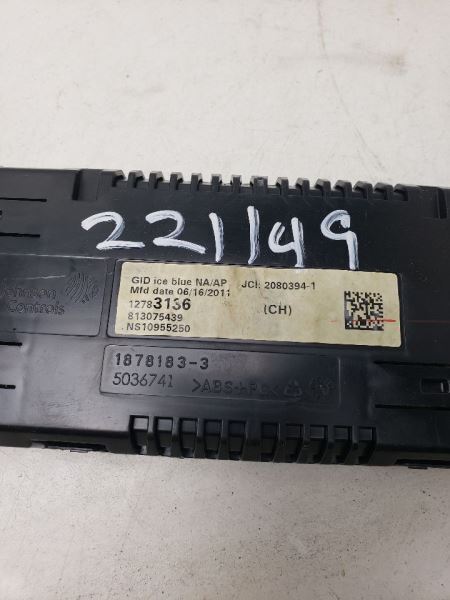 221149
Johnson
Controls
GID ice blue NA/AP JCI: 2080394-1
Mfd date 06/16/2011
12783136 (CH)
813075439
NS10955250
1878183-3
5036741 >ABS+PC<